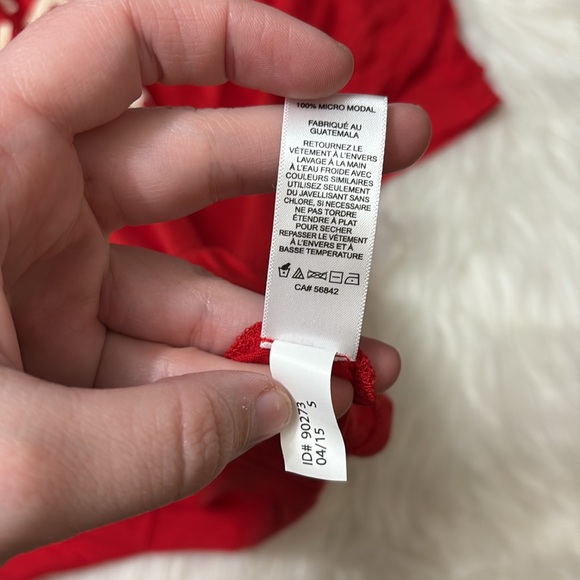 100% MICRO MODAL
FABRIQUÉ AU
GUATEMALA
RETOURNEZ LE
VÊTEMENT À L'ENVERS
LAVAGE À LA MAIN
À L'EAU FROIDE AVEC
COULEURS SIMILAIRES
UTILISEZ SEULEMENT
DU JAVELLISANT SANS
CHLORE, SI NECESSAIRE
NE PAS TORDRE
ÉTENDRE À PLAT
POUR SÉCHER
REPASSER LE VÊTEMENT
À L'ENVERS ET À
BASSE TEMPERATURE
CA# 56842
ID# 90273
S
04/15